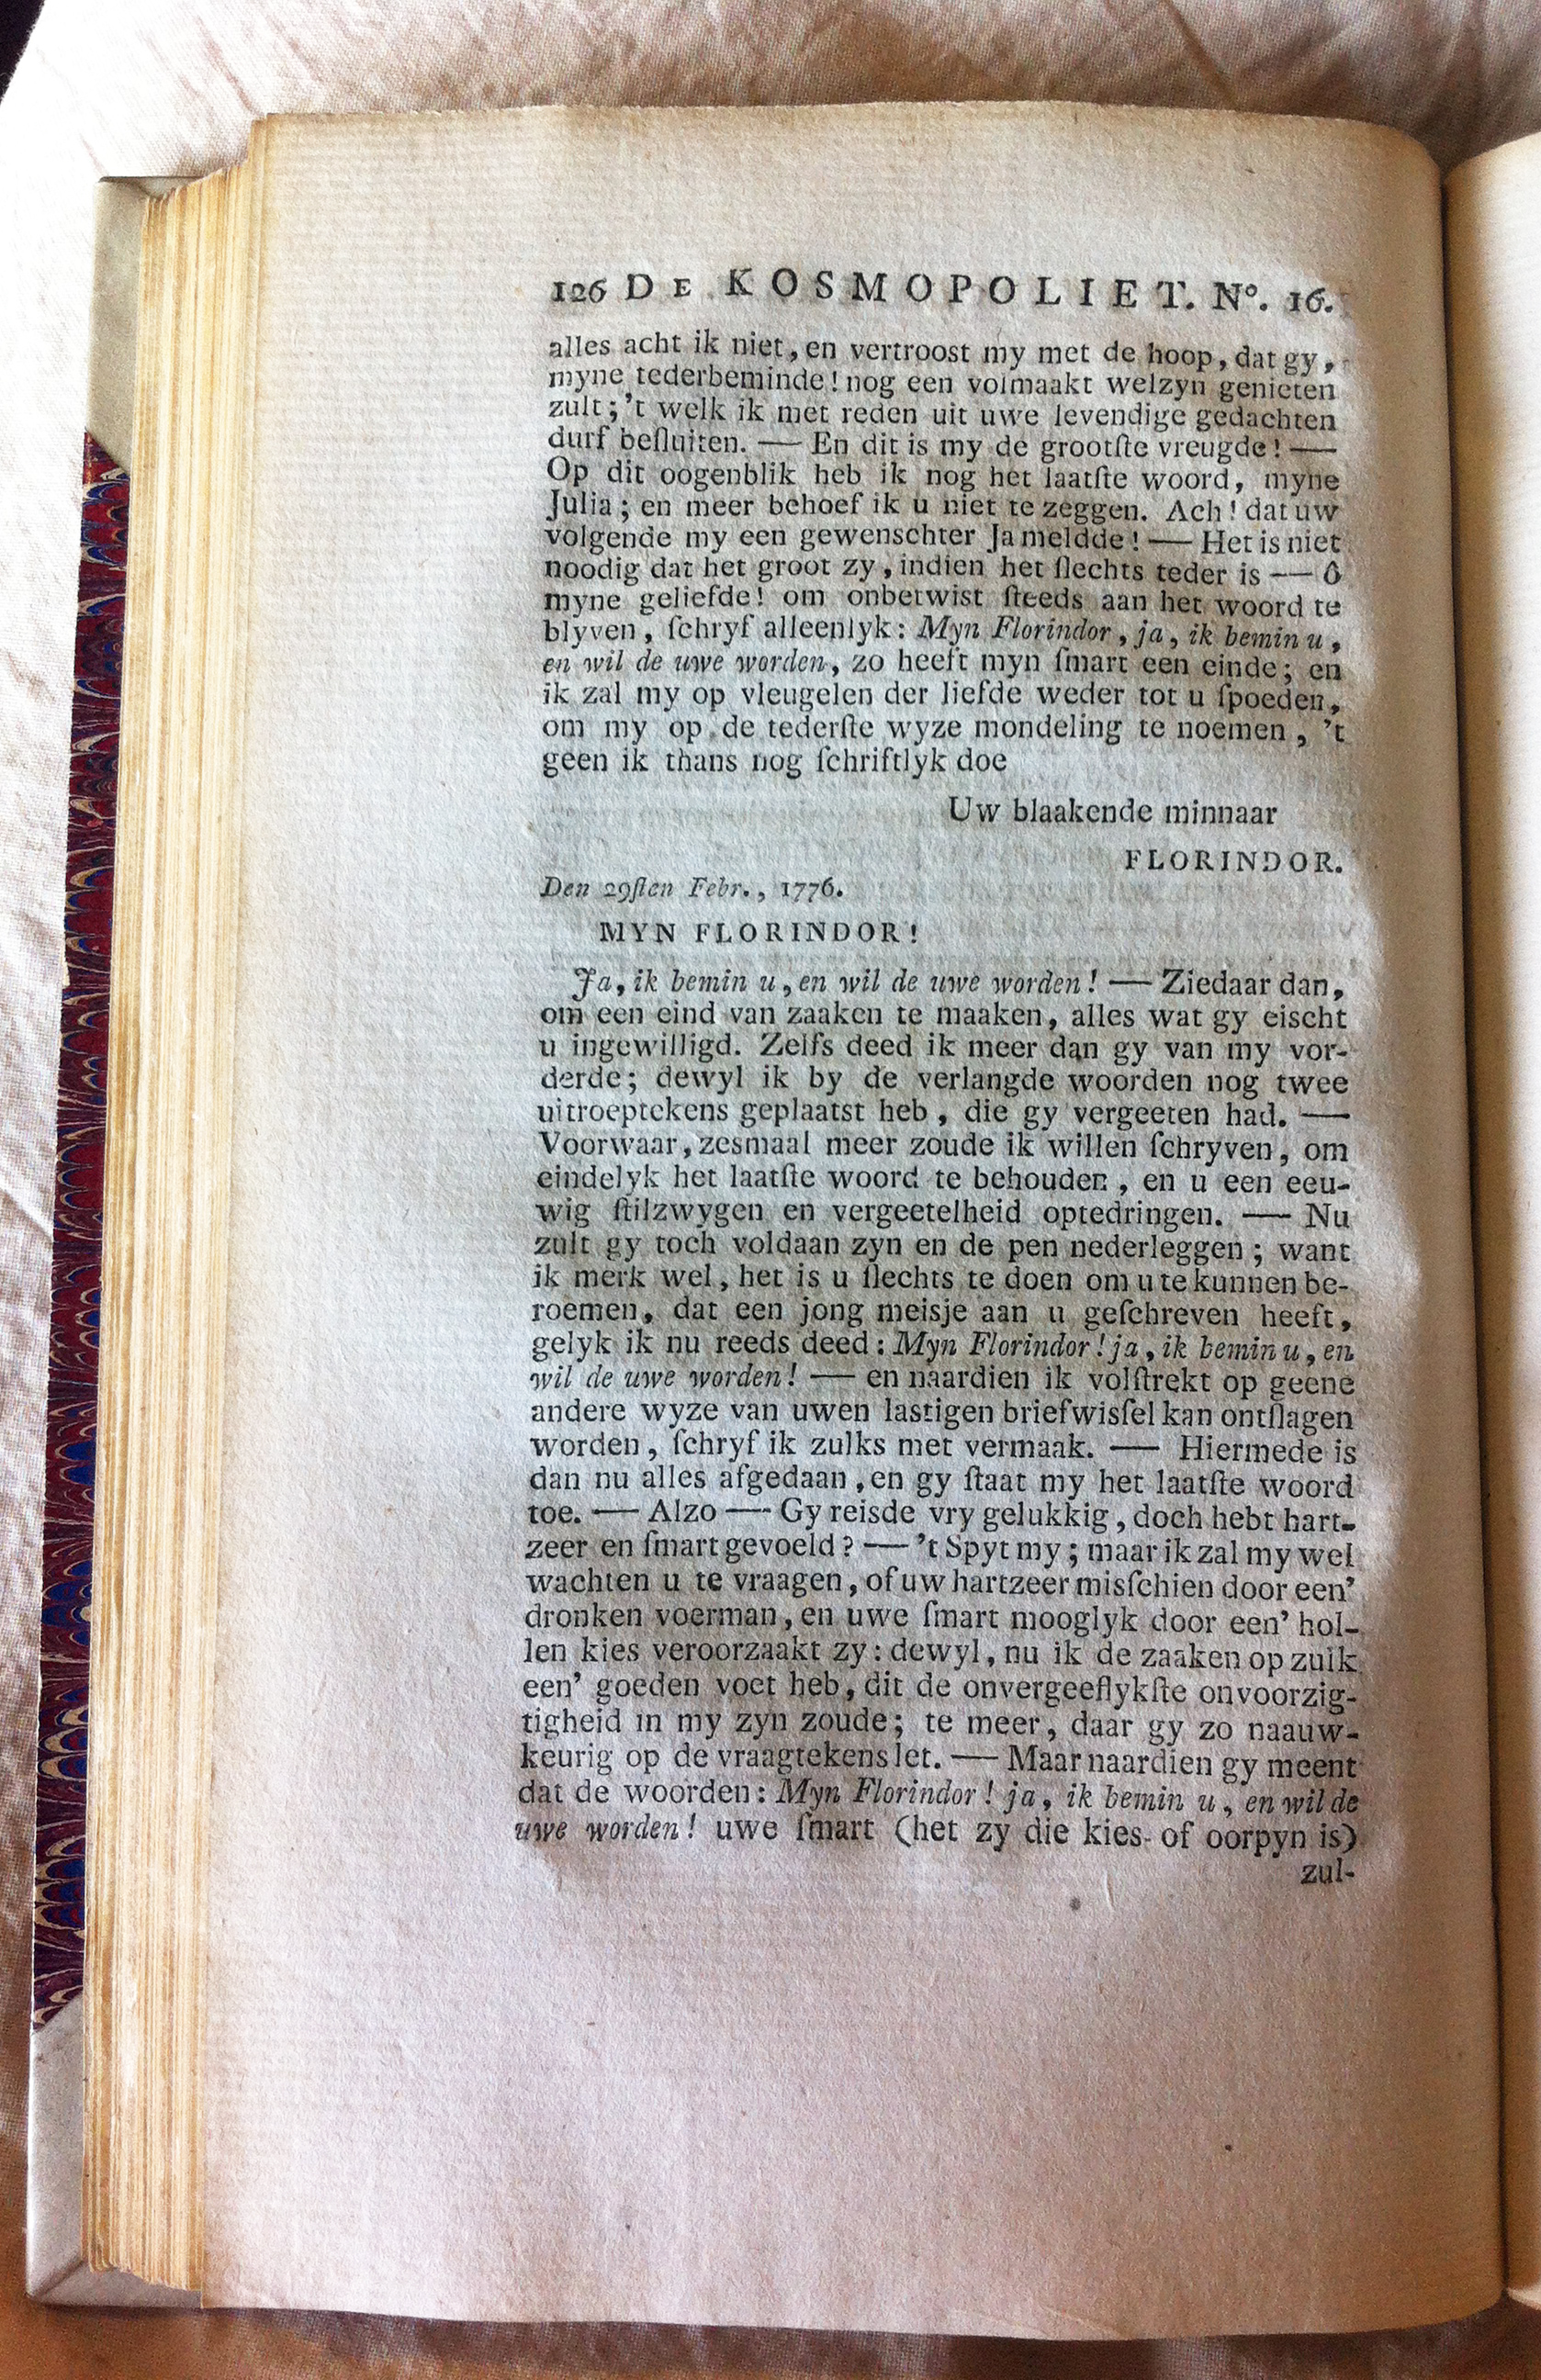 126 DE KOSMOPOLIET. Nº. 16.
alles acht ik niet, en vertroost my met de hoop, dat gy,
myne tederbeminde! nog een volmaakt welzyn genieten
zult; 't welk ik met reden uit uwe levendige gedachten
durf beſluiten. — En dit is my de grootſte vreugde! —
Op dit oogenblik heb ik nog het laatſte woord, myne
Julia; en meer behoef ik u niet te zeggen. Ach! dat uw
volgende my een gewenschter Ja meldde! — Het is niet
noodig dat het groot zy, indien het ſlechts teder is — ô
myne geliefde! om onbetwist ſteeds aan het woord te
blyven, ſchryf alleenlyk: Myn Florindor, ja, ik bemin u,
en wil de uwe worden, zo heeft myn ſmart een einde; en
ik zal my op vleugelen der liefde weder tot u ſpoeden,
om my op de tederſte wyze mondeling te noemen, 't
geen ik thans nog ſchriftlyk doe
Uw blaakende minnaar
FLORINDOR.
Den 29ſten Febr., 1776.
MYN FLORINDOR!
Ja, ik bemin u, en wil de uwe worden! — Ziedaar dan,
om een eind van zaaken te maaken, alles wat gy eischt
u ingewilligd. Zelfs deed ik meer dan gy van my vor-
derde; dewyl ik by de verlangde woorden nog twee
uitroeptekens geplaatst heb, die gy vergeeten had. —
Voorwaar, zesmaal meer zoude ik willen ſchryven, om
eindelyk het laatſte woord te behouden, en u een eeu-
wig ſtilzwygen en vergeetelheid optedringen. — Nu
zult gy toch voldaan zyn en de pen nederleggen; want
ik merk wel, het is u ſlechts te doen om u te kunnen be-
roemen, dat een jong meisje aan u geſchreven heeft,
gelyk ik nu reeds deed: Myn Florindor! ja, ik bemin u, en
wil de uwe worden! — en naardien ik volſtrekt op geene
andere wyze van uwen lastigen briefwisſel kan ontſlagen
worden, ſchryf ik zulks met vermaak. — Hiermede is
dan nu alles afgedaan, en gy ſtaat my het laatſte woord
toe. — Alzo — Gy reisde vry gelukkig, doch hebt hart-
zeer en ſmart gevoeld? — 't Spyt my; maar ik zal my wel
wachten u te vraagen, of uw hartzeer misſchien door een'
dronken voerman, en uwe ſmart mooglyk door een' hol-
len kies veroorzaakt zy: dewyl, nu ik de zaaken op zulk
een' goeden voet heb, dit de onvergeeflykſte onvoorzig-
tigheid in my zyn zoude; te meer, daar gy zo naauw-
keurig op de vraagtekens let. — Maar naardien gy meent
dat de woorden: Myn Florindor! ja, ik bemin u, en wil de
uwe worden! uwe ſmart (het zy die kies- of oorpyn is)
zul-